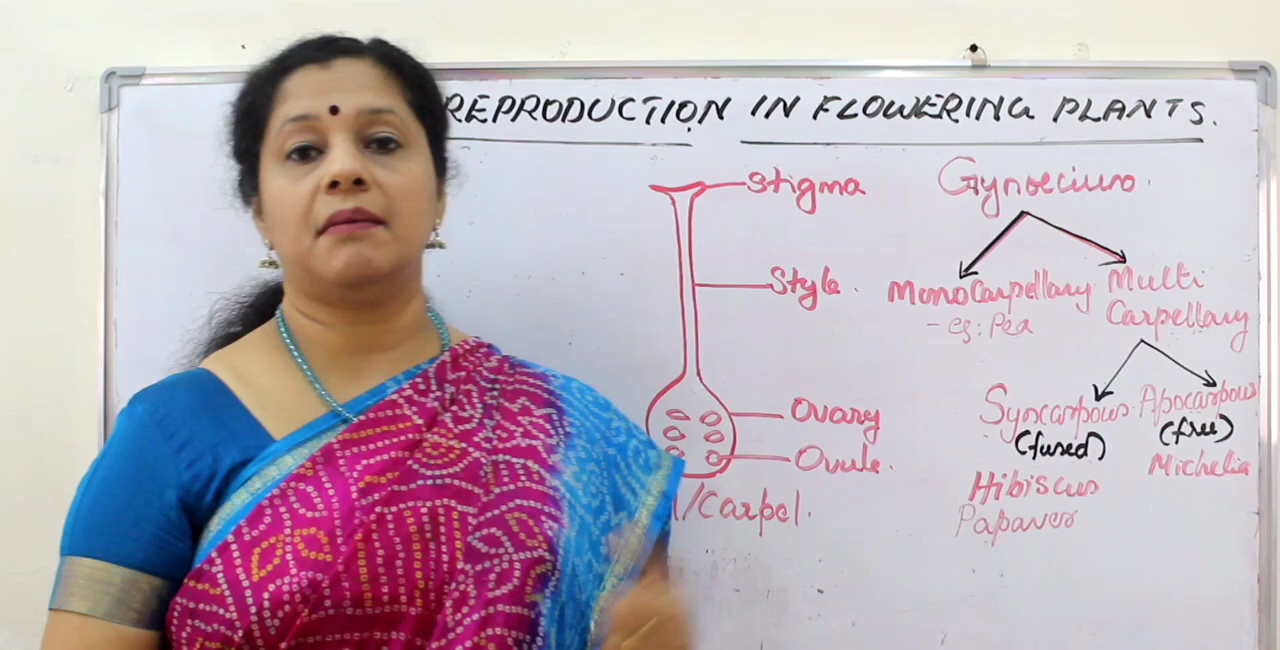 REPRODUCTION IN FLOWERING PLANTS.
Stigma
Style.
Ovary
Ovule.
/Carpel.
Gynoecium.
Monocarpellary
- eg: Pea
Multi
Carpellary
Syncarpous.
(fused)
Hibiscus
Papaver
Apocarpous
(free)
Michelia